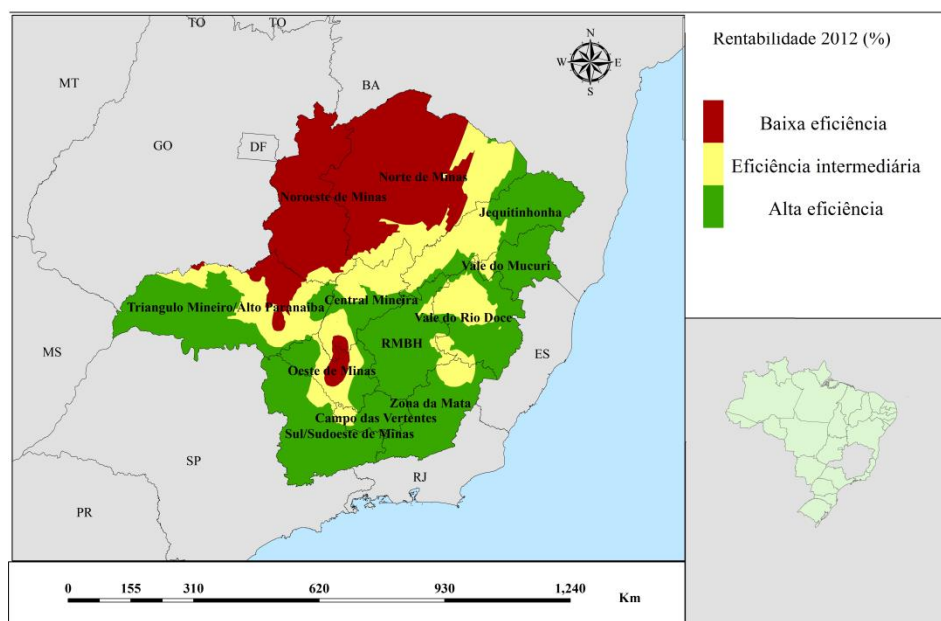 TO
TO
N
W
E
S
MT
BA
GO
DF
Norte de Minas
Noroeste de Minas
Jequitinhonha
Vale do Mucuri
Triangulo Mineiro/Alto Paranaiba
Central Mineira
Vale do Rio Doce
RMBH
MS
ES
Oeste de Minas
Zona da Mata
Campo das Vertentes
Sul/Sudoeste de Minas
SP
RJ
PR
0 155 310 620 930 1,240
Km
Rentabilidade 2012 (%)
Baixa eficiência
Eficiência intermediária
Alta eficiência